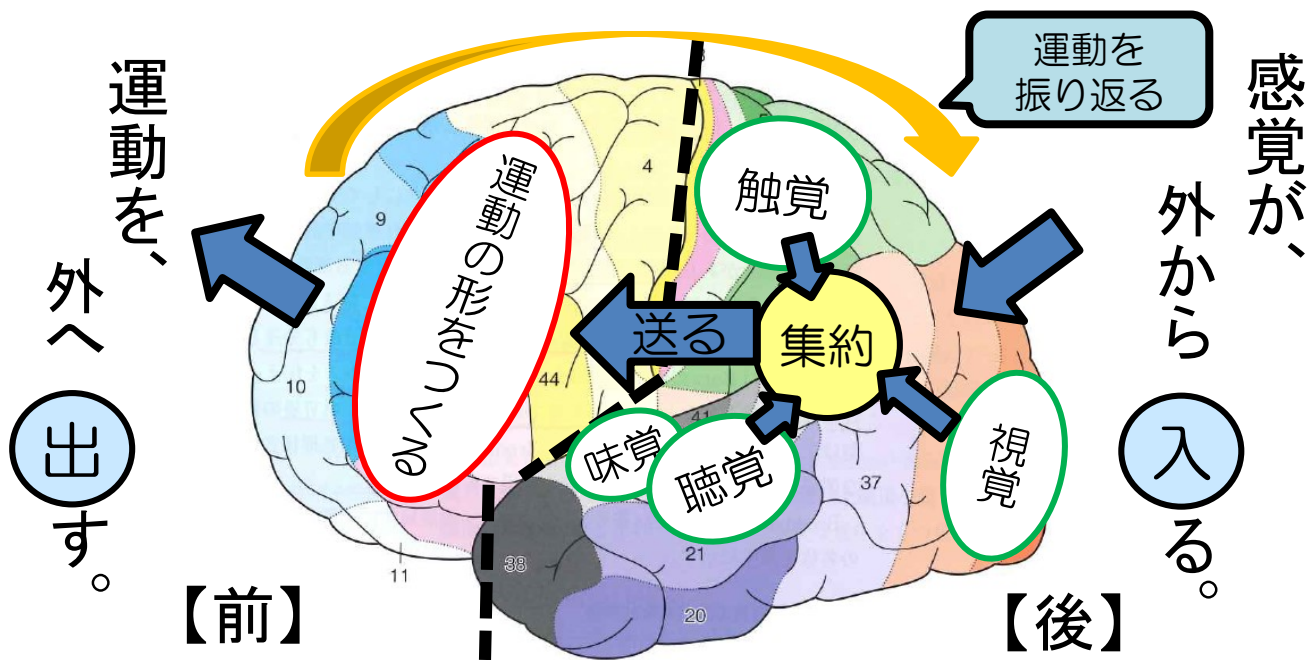 運動を
振り返る
感覚が、
外から
入
る。
運動を、
外へ
出
す。
運動の形をつくる
触覚
集約
送る
味覚
聴覚
視覚
4
9
10
44
41
37
38
21
20
11
【前】
【後】